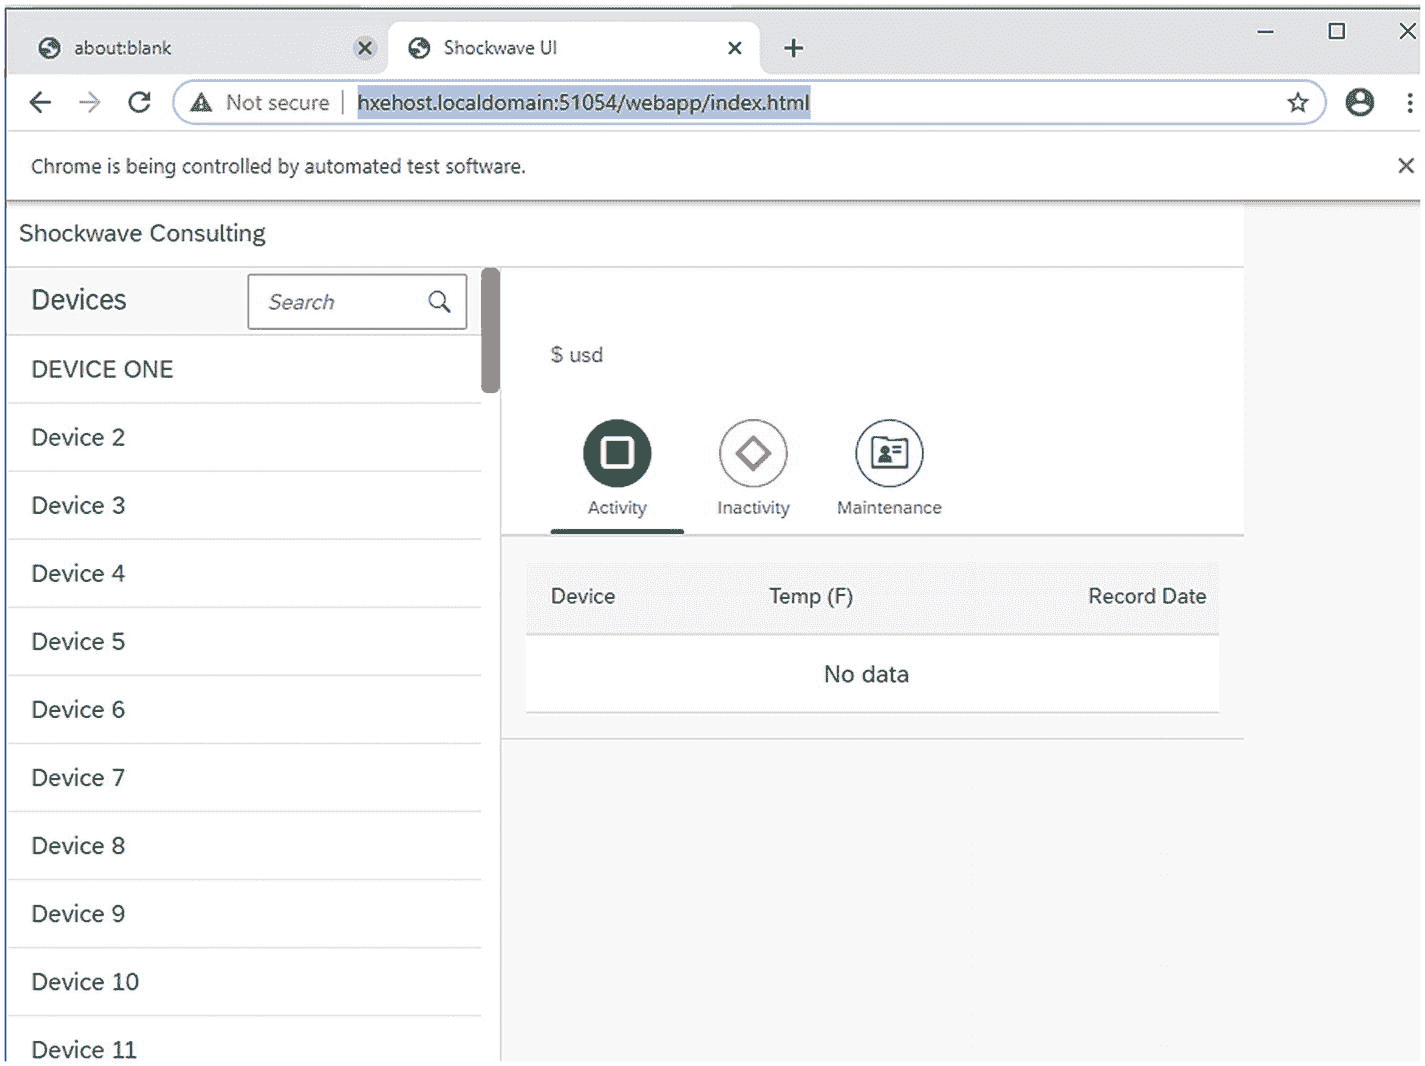 about:blank
Shockwave UI
Not secure hxehost.localdomain:51054/webapp/index.html
Chrome is being controlled by automated test software.
Shockwave Consulting
Devices
Search
DEVICE ONE
Device 2
Device 3
Device 4
Device 5
Device 6
Device 7
Device 8
Device 9
Device 10
Device 11
$ usd
Activity Inactivity Maintenance
Device Temp (F) Record Date
No data